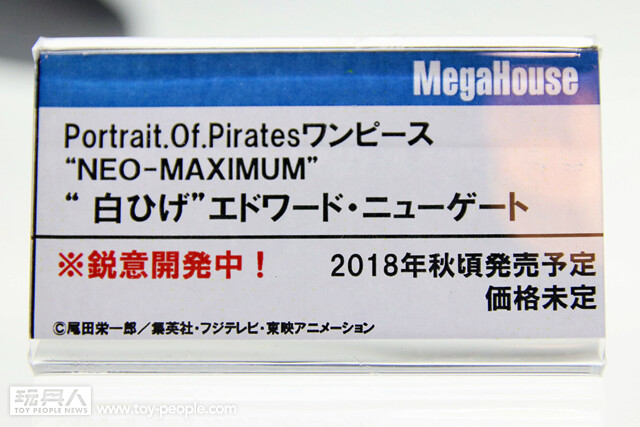 MegaHouse
Portrait.Of.Piratesワンピース
“NEO-MAXIMUM”
“ 白ひげ”エドワード・ニューゲート
※鋭意開発中！ 2018年秋頃発売予定
価格未定
©尾田栄一郎／集英社・フジテレビ・東映アニメーション
玩具人
TOY PEOPLE NEWS www.toy-people.com